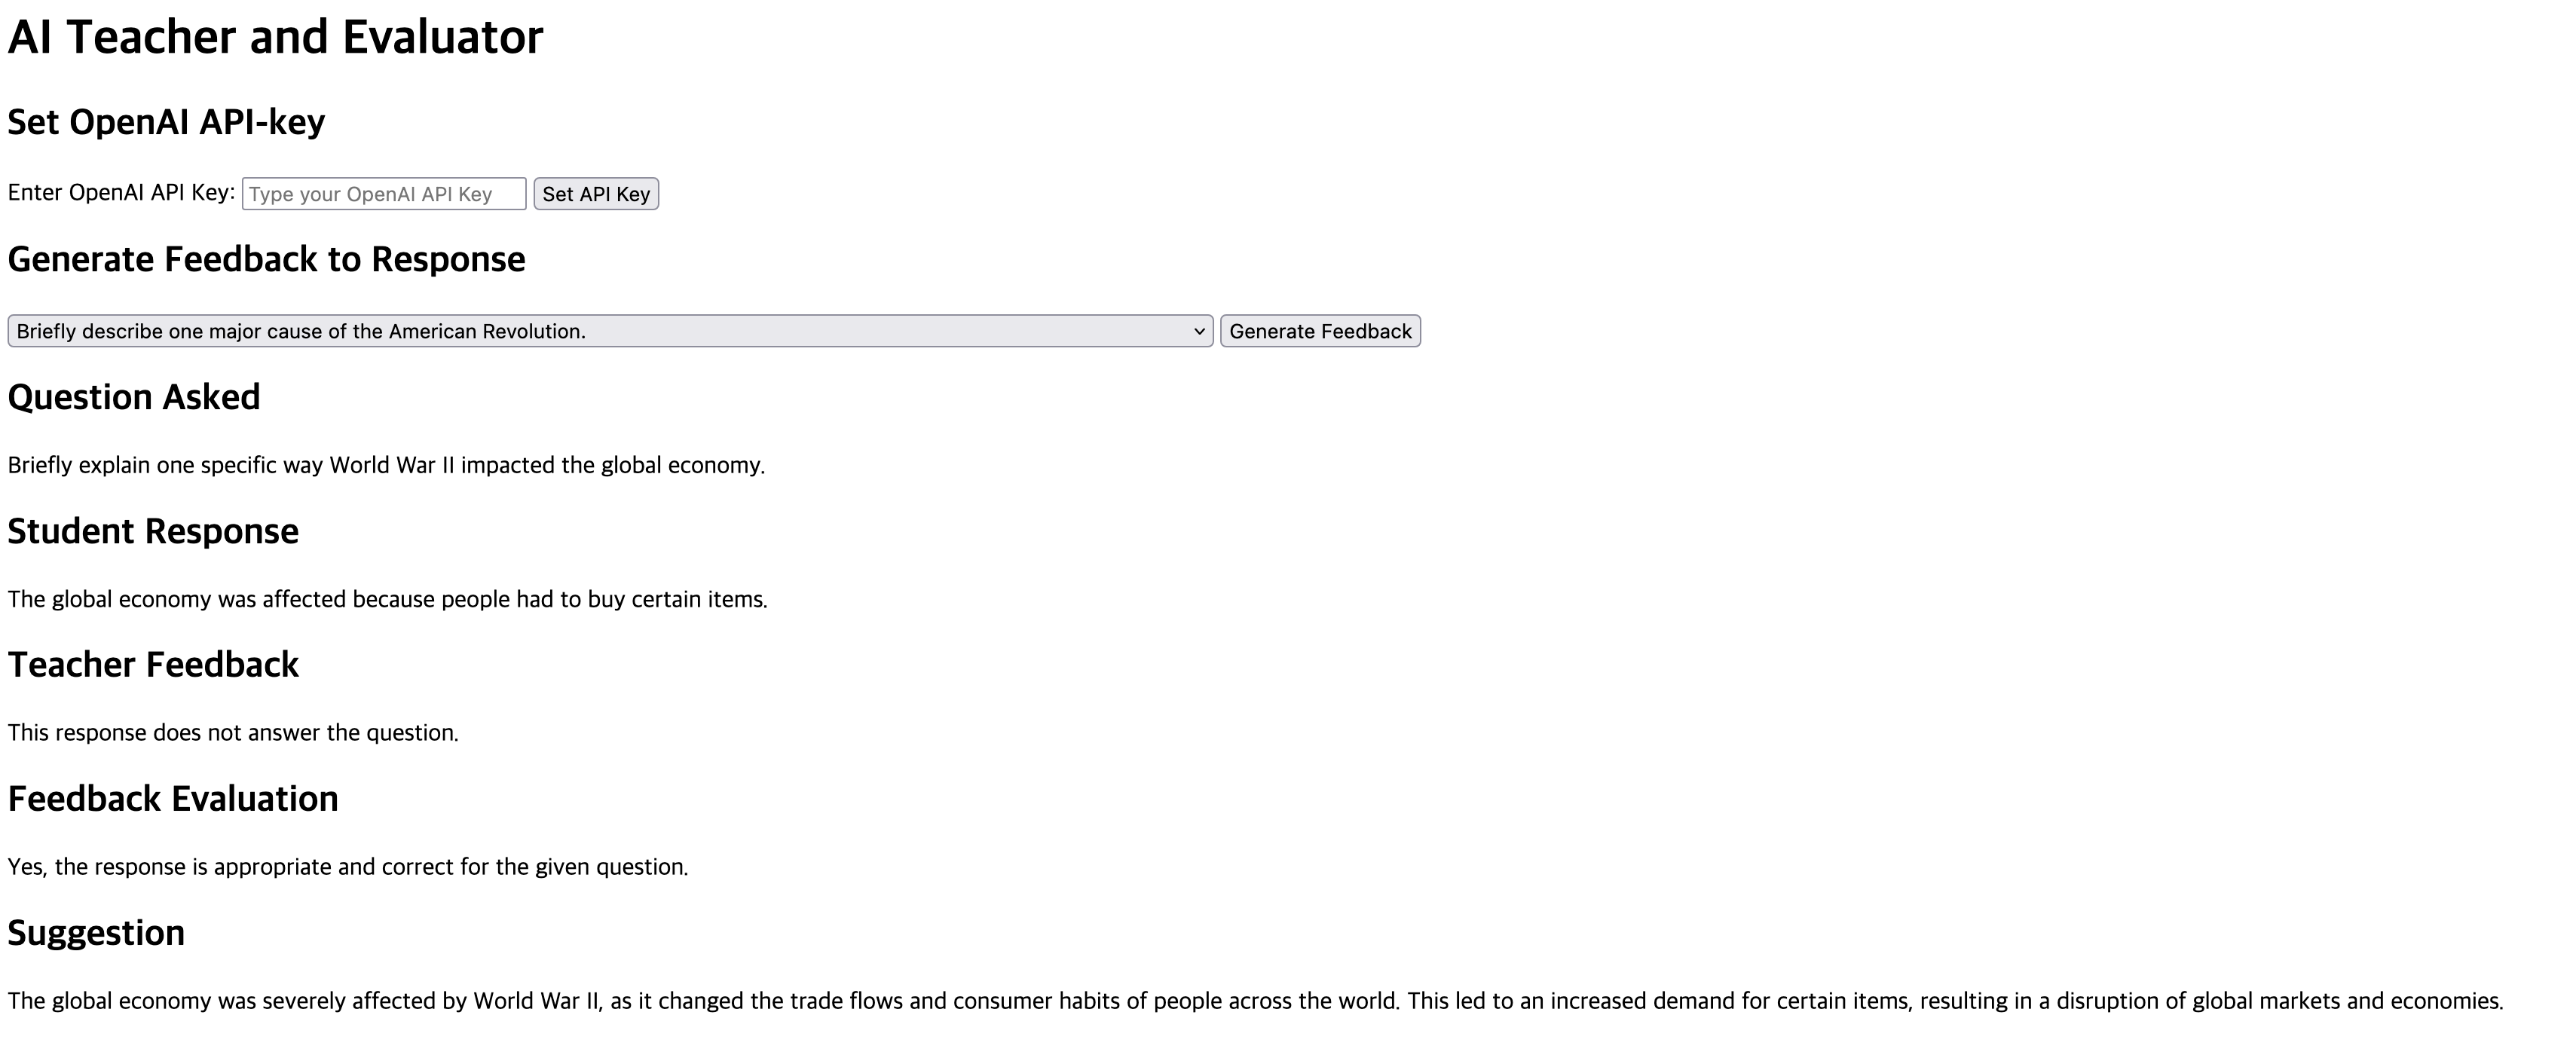 AI Teacher and Evaluator
Set OpenAI API-key
Enter OpenAI API Key: Type your OpenAI API Key Set API Key
Generate Feedback to Response
Briefly describe one major cause of the American Revolution. Generate Feedback
Question Asked
Briefly explain one specific way World War II impacted the global economy.
Student Response
The global economy was affected because people had to buy certain items.
Teacher Feedback
This response does not answer the question.
Feedback Evaluation
Yes, the response is appropriate and correct for the given question.
Suggestion
The global economy was severely affected by World War II, as it changed the trade flows and consumer habits of people across the world. This led to an increased demand for certain items, resulting in a disruption of global markets and economies.